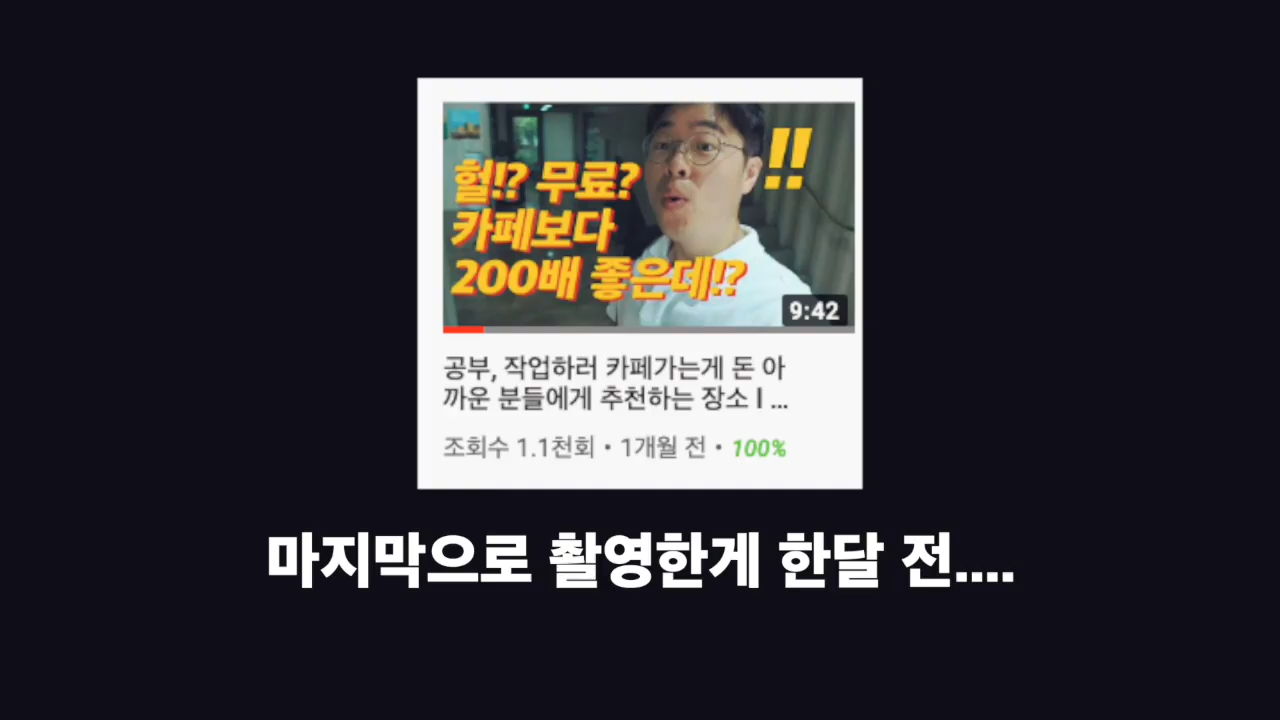 헐!? 무료?
!!
카페보다
200배 좋은데!?
9:42
공부, 작업하러 카페가는게 돈 아
까운 분들에게 추천하는 장소 I ...
조회수 1.1천회 • 1개월 전 • 100%
마지막으로 촬영한게 한달 전....